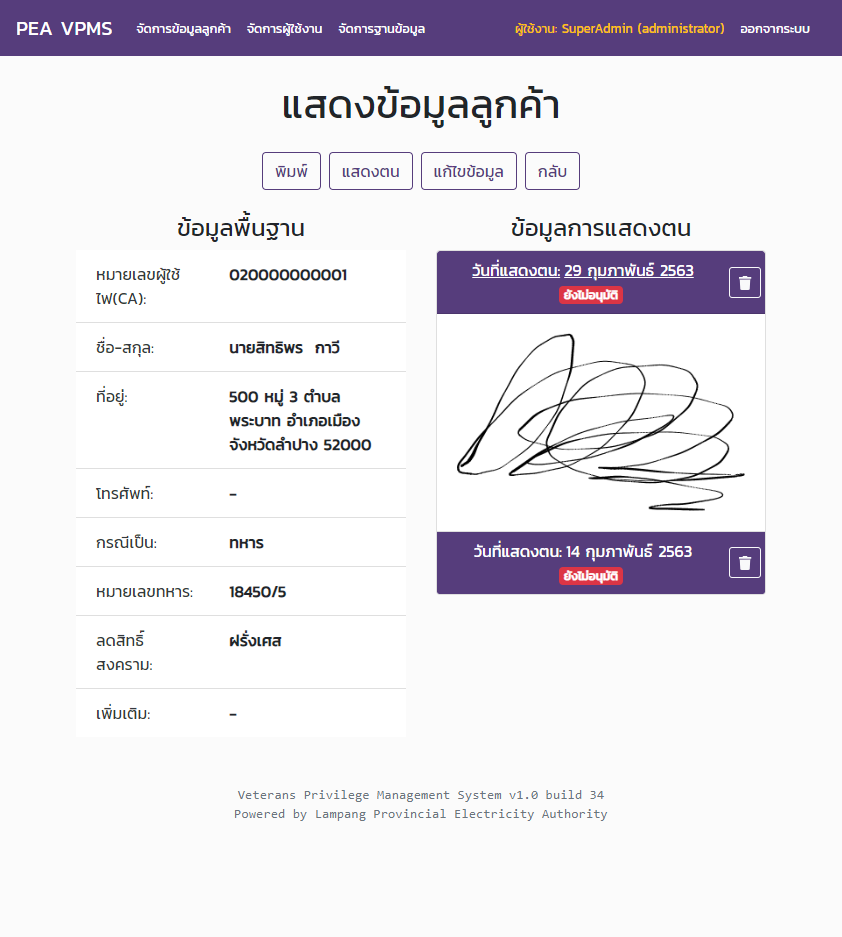 PEA VPMS จัดการข้อมูลลูกค้า จัดการผู้ใช้งาน จัดการฐานข้อมูล ผู้ใช้งาน: SuperAdmin (administrator) ออกจากระบบ
แสดงข้อมูลลูกค้า
พิมพ์ แสดงตน แก้ไขข้อมูล กลับ
ข้อมูลพื้นฐาน
หมายเลขผู้ใช้ไฟ(CA): 020000000001
ชื่อ-สกุล: นายสิทธิพร กาวี
ที่อยู่: 500 หมู่ 3 ตำบล
พระบาท อำเภอเมือง
จังหวัดลำปาง 52000
โทรศัพท์: -
กรณีเป็น: ทหาร
หมายเลขทหาร: 18450/5
ลดสิทธิ์
สงคราม: ฝรั่งเศส
เพิ่มเติม: -
ข้อมูลการแสดงตน
วันที่แสดงตน: 29 กุมภาพันธ์ 2563
ยังไม่อนุมัติ
วันที่แสดงตน: 14 กุมภาพันธ์ 2563
ยังไม่อนุมัติ
Veterans Privilege Management System v1.0 build 34
Powered by Lampang Provincial Electricity Authority